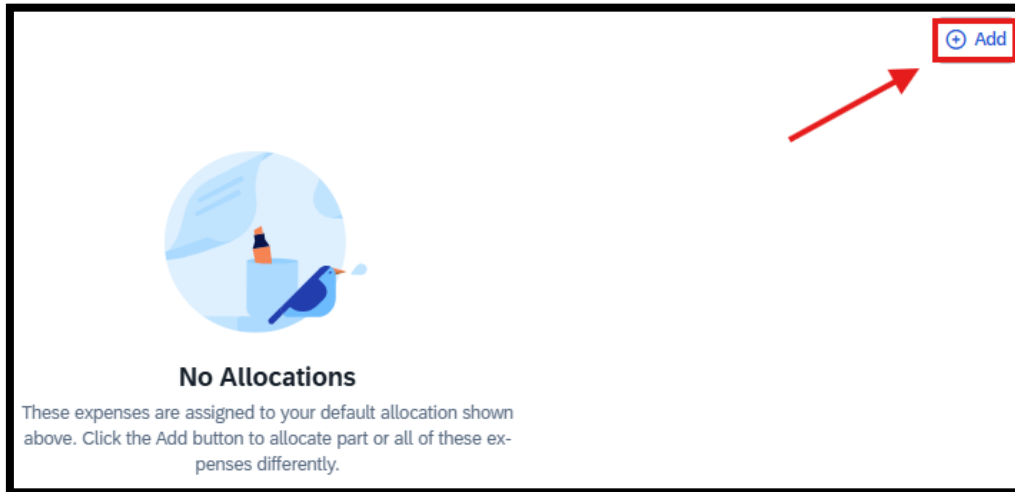 Add
No Allocations
These expenses are assigned to your default allocation shown
above. Click the Add button to allocate part or all of these ex-
penses differently.